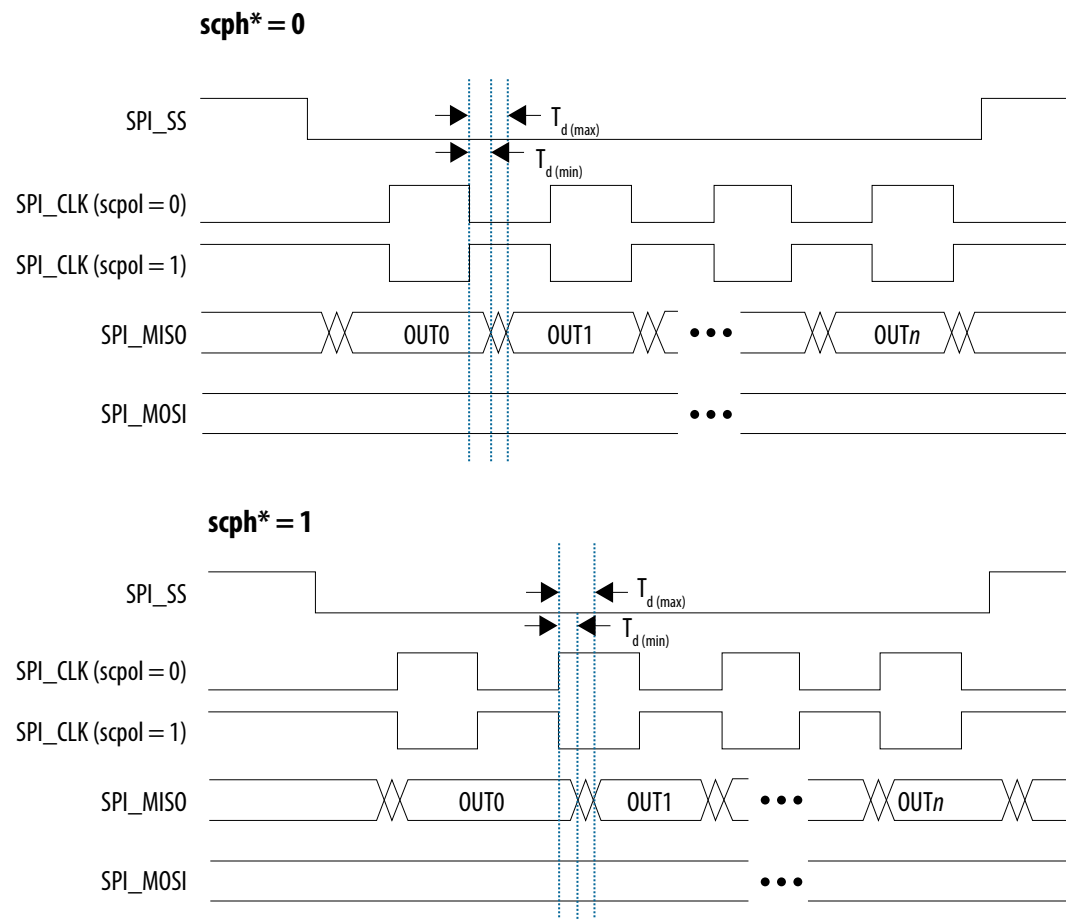 scph* = 0
SPI_SS
T d (max)
T d (min)
SPI_CLK (scpol = 0)
SPI_CLK (scpol = 1)
SPI_MISO
OUT0
OUT1
OUTn
SPI_MOSI
scph* = 1
SPI_SS
T d (max)
T d (min)
SPI_CLK (scpol = 0)
SPI_CLK (scpol = 1)
SPI_MISO
OUT0
OUT1
OUTn
SPI_MOSI